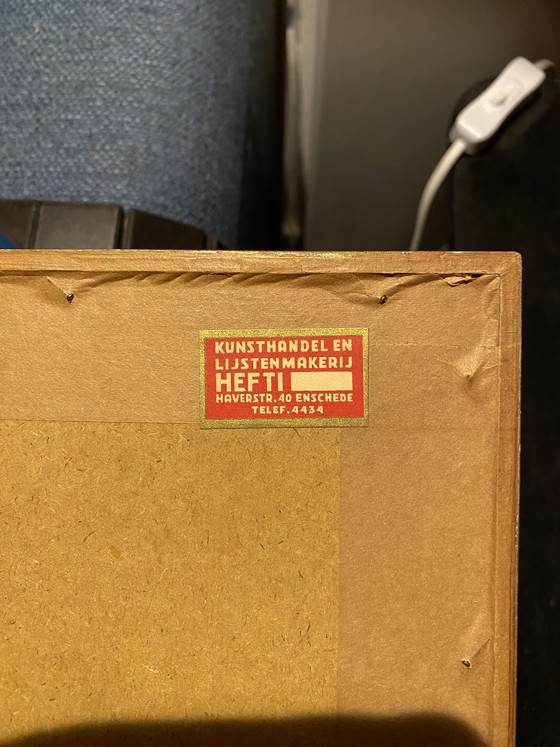 KUNSTHANDEL EN
LIJSTENMAKERIJ
HEFTI
HAVERSTR. 40 ENSCHEDE
TELEF. 4434